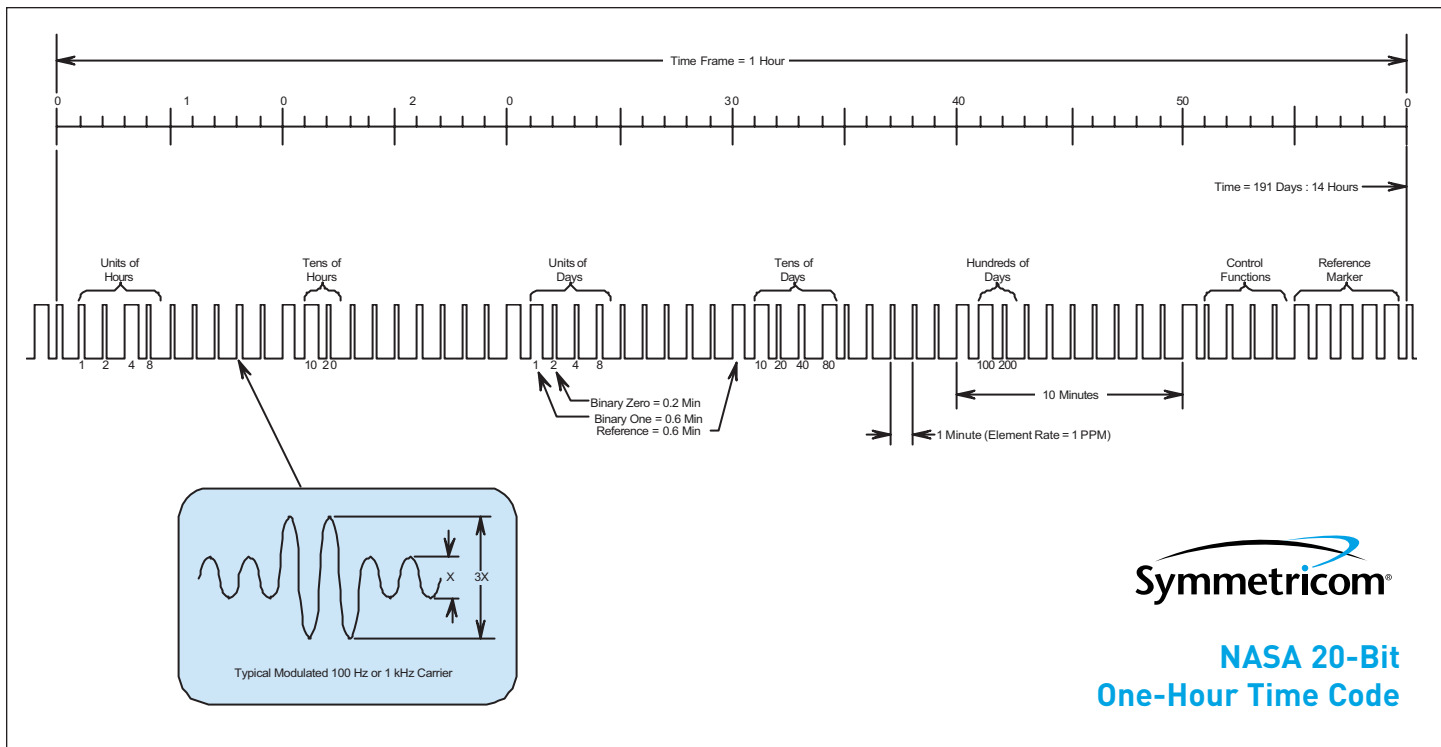 Time Frame = 1 Hour
0 1 0 2 0 30 40 50 0
Time = 191 Days : 14 Hours
Units of
Hours
Tens of
Hours
Units of
Days
Tens of
Days
Hundreds of
Days
Control
Functions
Reference
Marker
1 2 4 8
10 20
1 2 4 8
10 20 40 80
100 200
Binary Zero = 0.2 Min
Binary One = 0.6 Min
Reference = 0.6 Min
10 Minutes
1 Minute (Element Rate = 1 PPM)
X 3X
Typical Modulated 100 Hz or 1 kHz Carrier
Symmetricom®
NASA 20-Bit
One-Hour Time Code